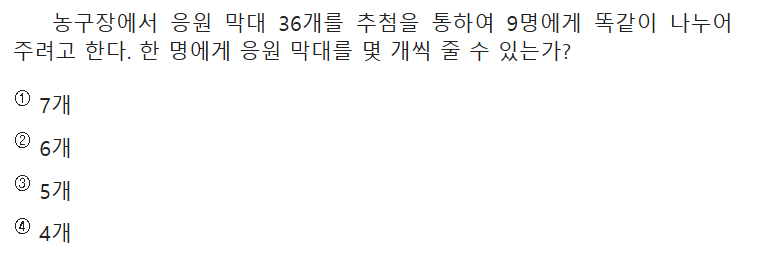 농구장에서 응원 막대 36개를 추첨을 통하여 9명에게 똑같이 나누어
주려고 한다. 한 명에게 응원 막대를 몇 개씩 줄 수 있는가?
① 7개
② 6개
③ 5개
④ 4개